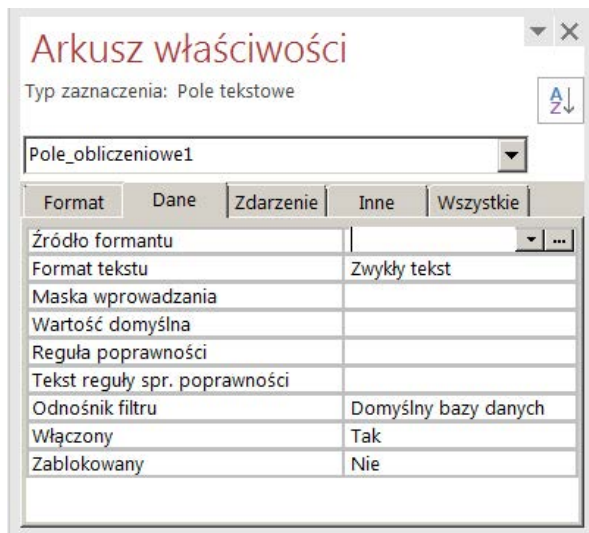 Arkusz właściwości
Typ zaznaczenia: Pole tekstowe
A
Z
Pole_obliczeniowe1
Format Dane Zdarzenie Inne Wszystkie
Źródło formantu ...
Format tekstu Zwykły tekst
Maska wprowadzania
Wartość domyślna
Reguła poprawności
Tekst reguły spr. poprawności
Odnośnik filtru Domyślny bazy danych
Włączony Tak
Zablokowany Nie